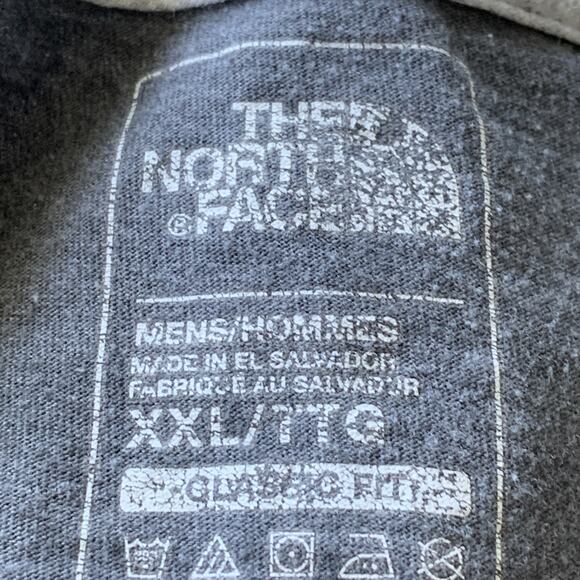 THE
NORTH
FACE
®
MENS/HOMMES
MADE IN EL SALVADOR
FABRIQUE AU SALVADOR
XXL/TTG
CLASSIC FIT